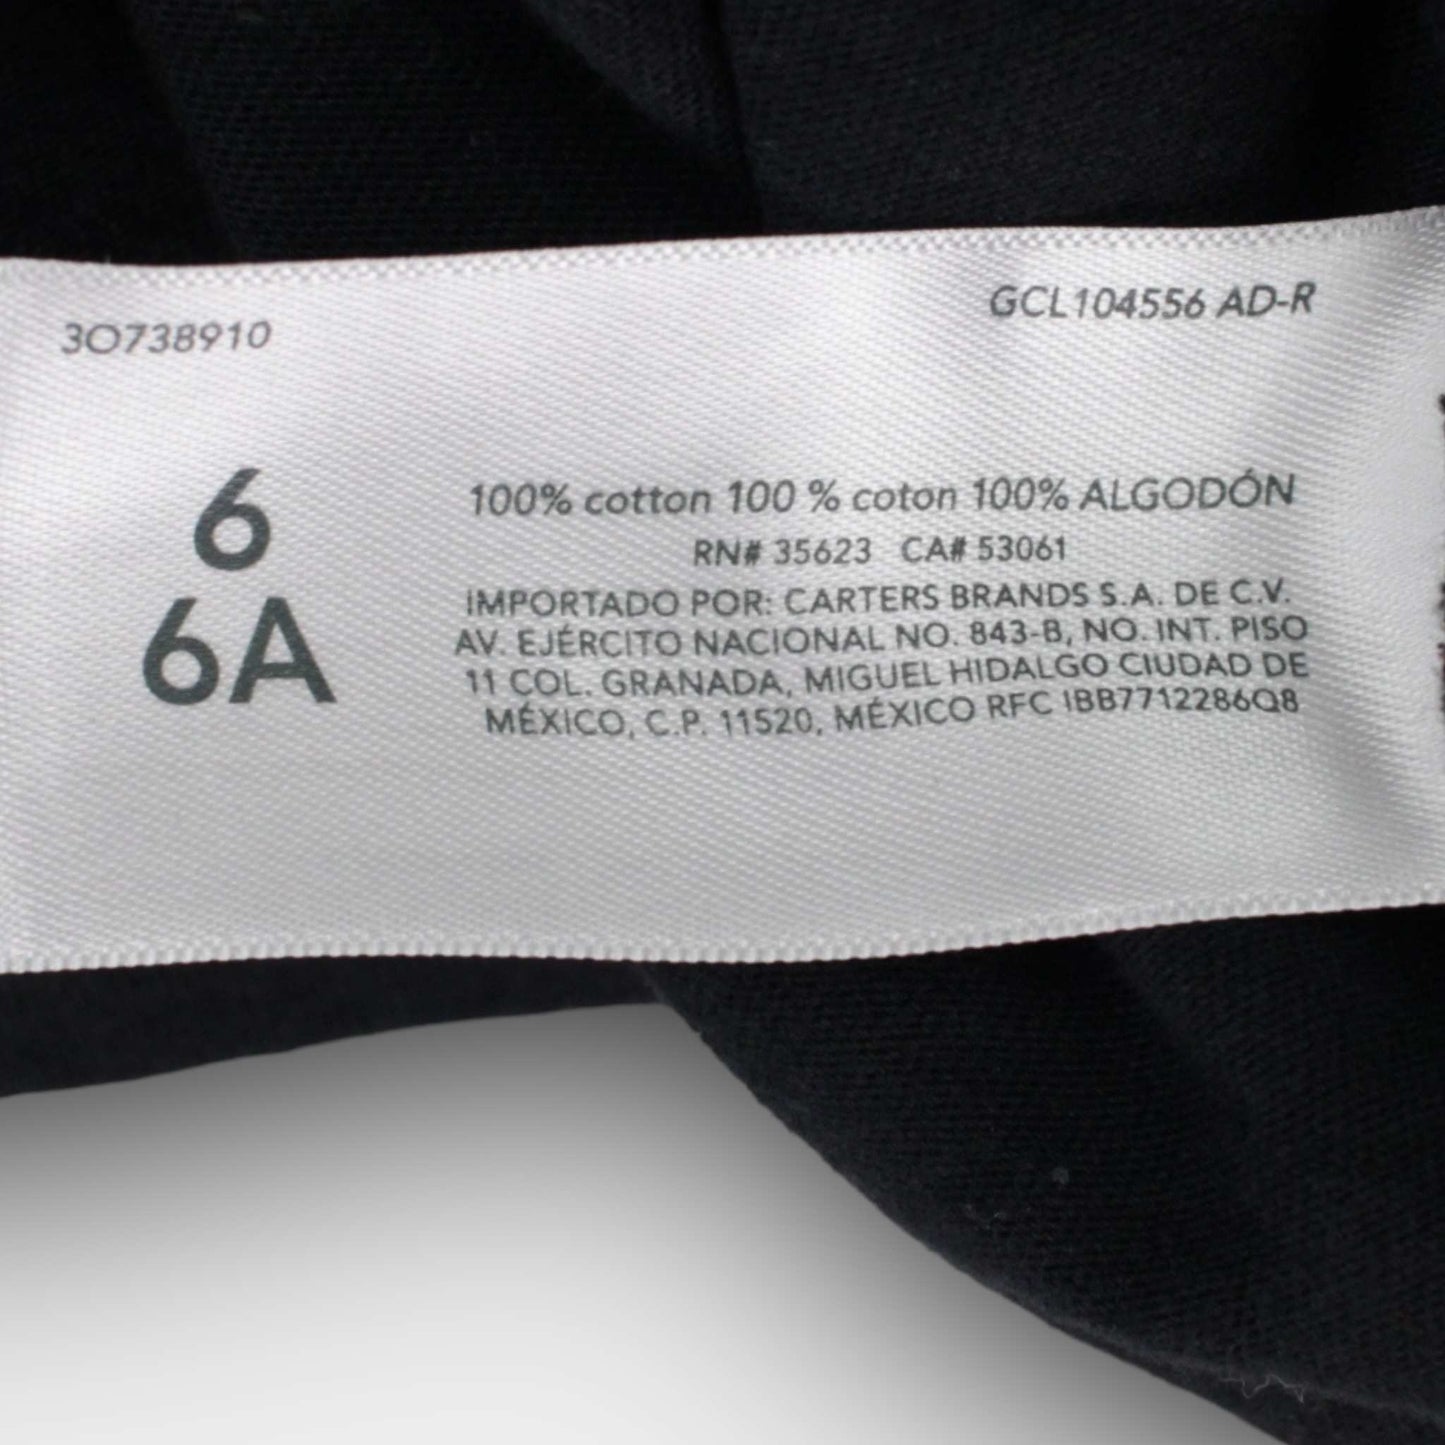 3O738910
GCL104556 AD-R
6
6A
100% cotton 100 % coton 100% ALGODÓN
RN# 35623 CA# 53061
IMPORTADO POR: CARTERS BRANDS S.A. DE C.V.
AV. EJÉRCITO NACIONAL NO. 843-B, NO. INT. PISO
11 COL. GRANADA, MIGUEL HIDALGO CIUDAD DE
MÉXICO, C.P. 11520, MÉXICO RFC IBB7712286Q8